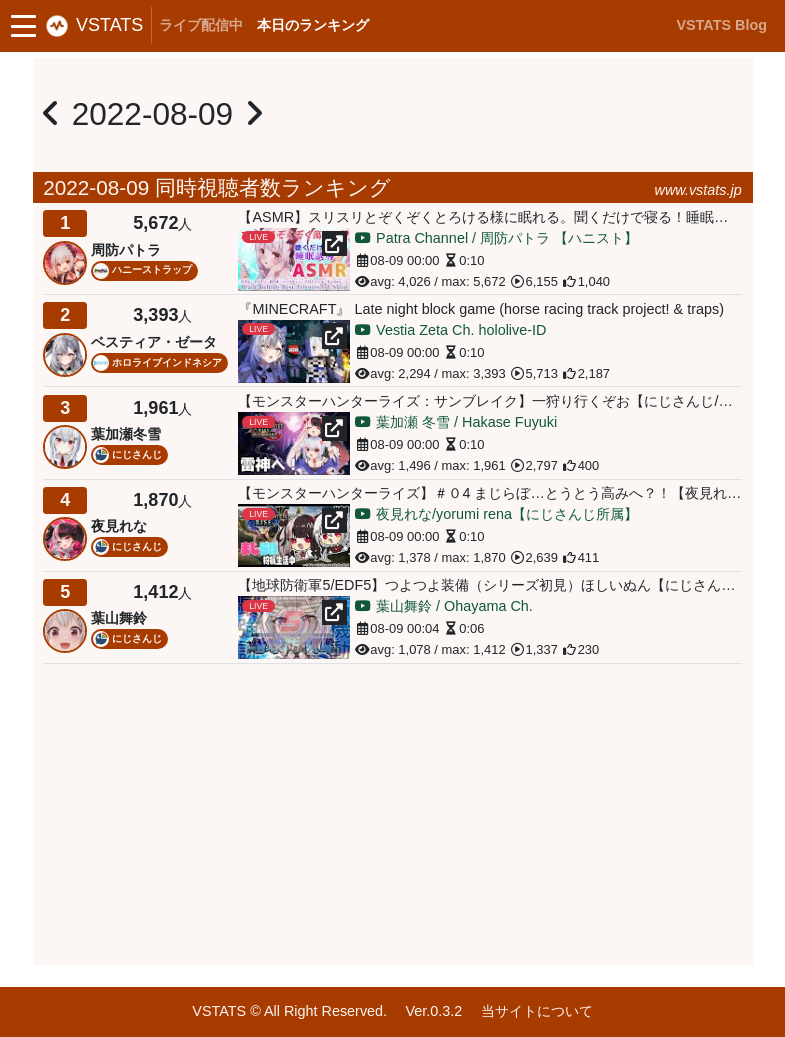 VSTATS ライブ配信中 本日のランキング VSTATS Blog
2022-08-09
2022-08-09 同時視聴者数ランキング www.vstats.jp
1 5,672人
周防パトラ
ハニーストラップ
【ASMR】スリスリとぞくぞくとろける様に眠れる。聞くだけで寝る！睡眠…
LIVE
ASMR
Patra Channel / 周防パトラ 【ハニスト】
08-09 00:00 0:10
avg: 4,026 / max: 5,672 6,155 1,040
2 3,393人
ベスティア・ゼータ
ホロライブインドネシア
『MINECRAFT』 Late night block game (horse racing track project! & traps)
LIVE
Vestia Zeta Ch. hololive-ID
08-09 00:00 0:10
avg: 2,294 / max: 3,393 5,713 2,187
3 1,961人
葉加瀬冬雪
にじさんじ
【モンスターハンターライズ：サンブレイク】一狩り行くぞお【にじさんじ/…
LIVE
雷神へ！
葉加瀬 冬雪 / Hakase Fuyuki
08-09 00:00 0:10
avg: 1,496 / max: 1,961 2,797 400
4 1,870人
夜見れな
にじさんじ
【モンスターハンターライズ】＃０4 まじらぼ…とうとう高みへ？！【夜見れ…
LIVE
夜見れな/yorumi rena【にじさんじ所属】
08-09 00:00 0:10
avg: 1,378 / max: 1,870 2,639 411
5 1,412人
葉山舞鈴
にじさんじ
【地球防衛軍5/EDF5】つよつよ装備（シリーズ初見）ほしいぬん【にじさん…
LIVE
葉山舞鈴 / Ohayama Ch.
08-09 00:04 0:06
avg: 1,078 / max: 1,412 1,337 230
VSTATS © All Right Reserved. Ver.0.3.2 当サイトについて